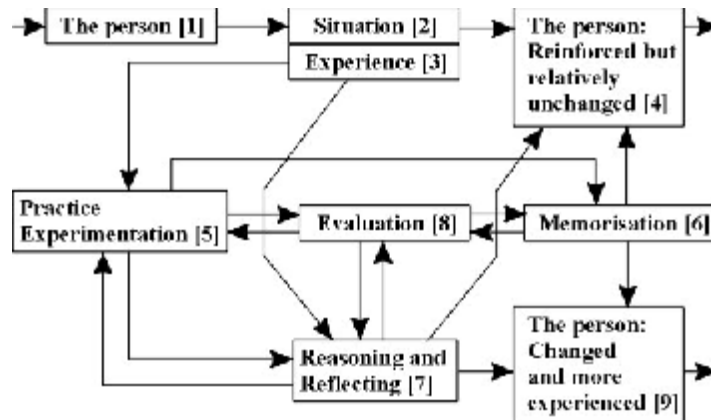 The person [1]
Situation [2]
Experience [3]
The person:
Reinforced but
relatively
unchanged [4]
Practice
Experimentation [5]
Evaluation [8]
Memorisation [6]
Reasoning and
Reflecting [7]
The person:
Changed
and more
experienced [9]